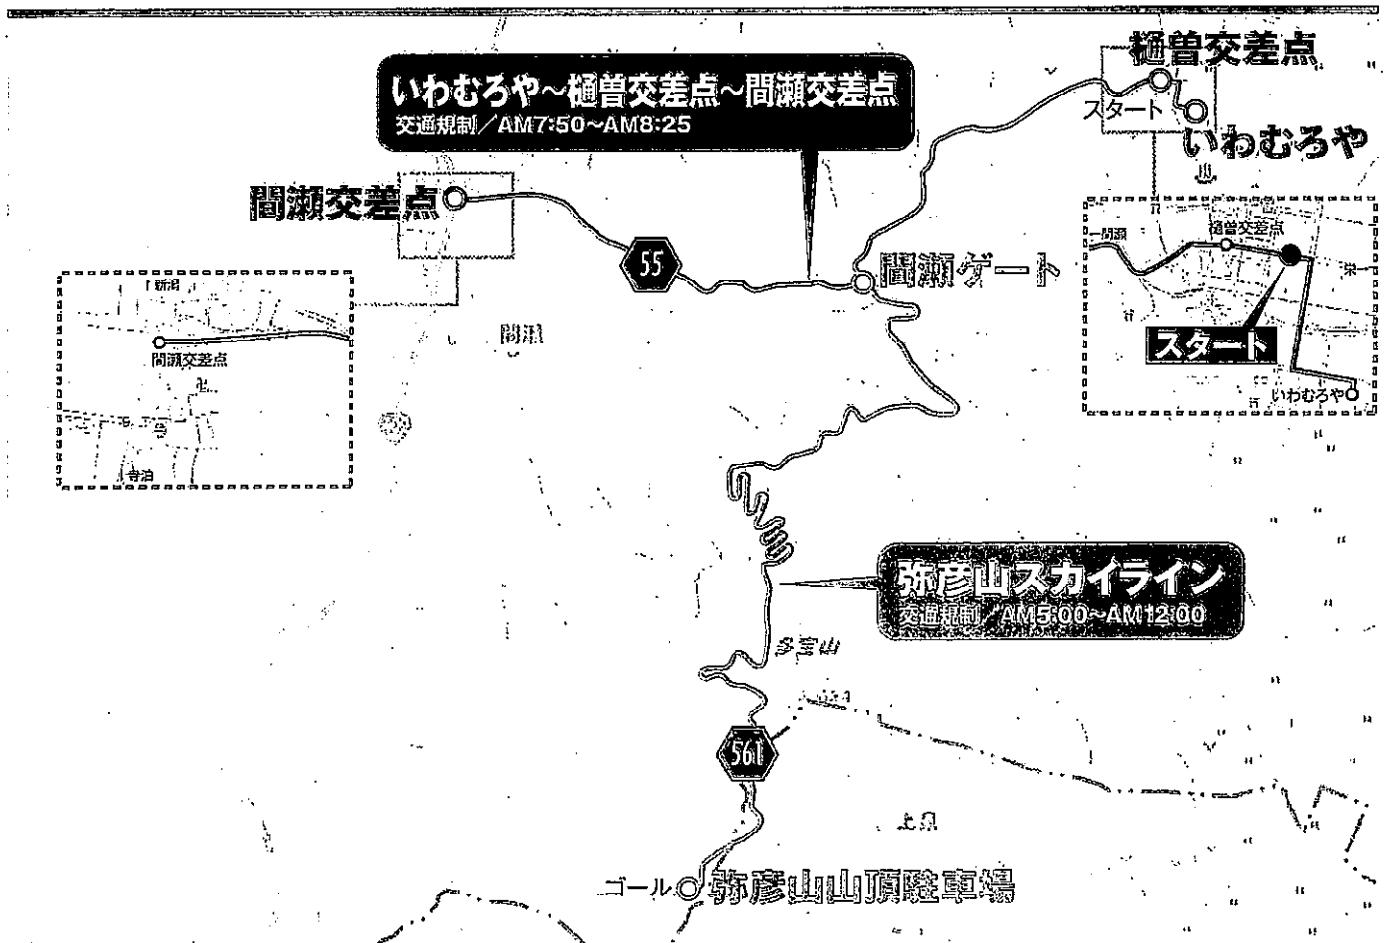 樋曽交差点
スタート
いわむろや
いわむろや～樋曽交差点～間瀬交差点
交通規制／AM7:50～AM8:25
間瀬交差点
55
間瀬ゲート
新潟
間瀬交差点
寺泊
間瀬
樋曽交差点
スタート
いわむろや
弥彦山スカイライン
交通規制／AM5:00～AM12:00
多宝山
561
ゴール
弥彦山山頂駐車場